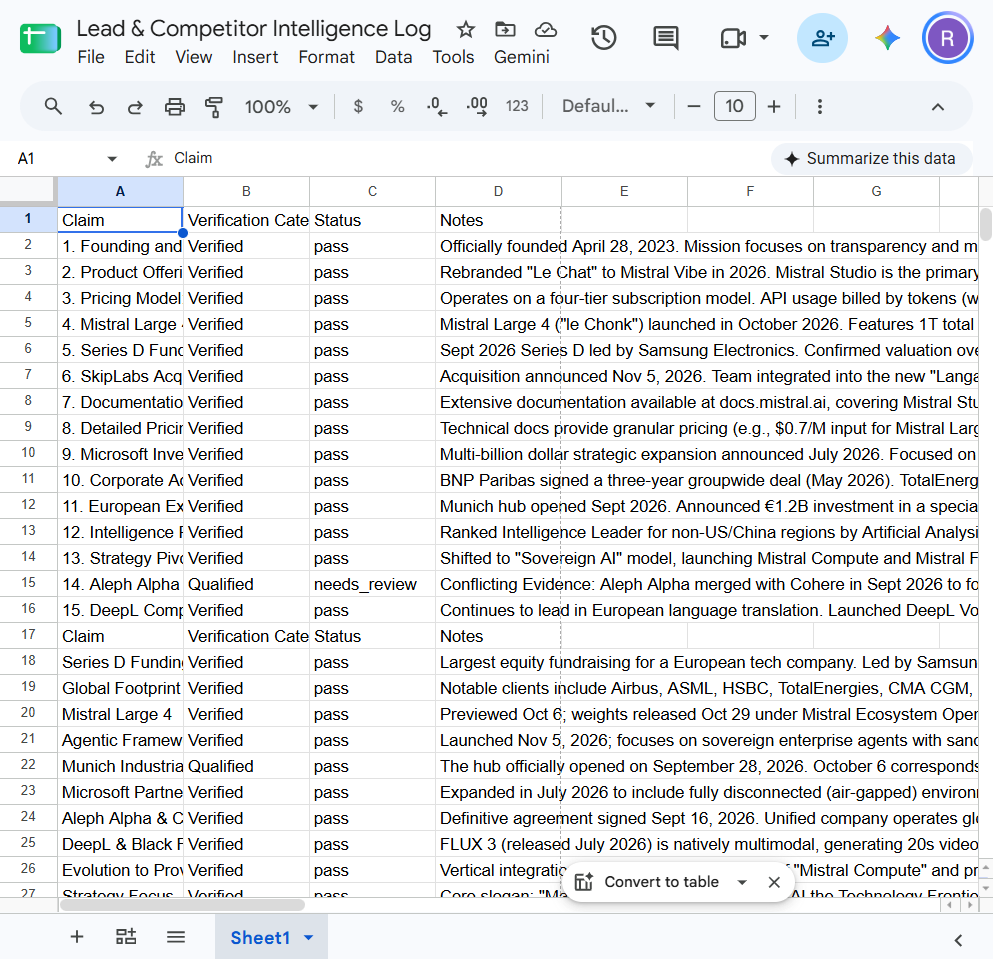 Lead & Competitor Intelligence Log
File Edit View Insert Format Data Tools Gemini
R
100% $ % .0 .00 123 Defaul... 10
A1 fx Claim Summarize this data
A B C D E F G
1 Claim Verification Cate Status Notes
2 1. Founding and Verified pass Officially founded April 28, 2023. Mission focuses on transparency and m
3 2. Product Offeri Verified pass Rebranded "Le Chat" to Mistral Vibe in 2026. Mistral Studio is the primary
4 3. Pricing Model Verified pass Operates on a four-tier subscription model. API usage billed by tokens (w
5 4. Mistral Large Verified pass Mistral Large 4 ("le Chonk") launched in October 2026. Features 1T total
6 5. Series D Func Verified pass Sept 2026 Series D led by Samsung Electronics. Confirmed valuation ove
7 6. SkipLabs Acq Verified pass Acquisition announced Nov 5, 2026. Team integrated into the new "Langa
8 7. Documentatio Verified pass Extensive documentation available at docs.mistral.ai, covering Mistral Stu
9 8. Detailed Pricir Verified pass Technical docs provide granular pricing (e.g., $0.7/M input for Mistral Larg
10 9. Microsoft Inve Verified pass Multi-billion dollar strategic expansion announced July 2026. Focused on
11 10. Corporate Ac Verified pass BNP Paribas signed a three-year groupwide deal (May 2026). TotalEnerg
12 11. European Ex Verified pass Munich hub opened Sept 2026. Announced €1.2B investment in a specia
13 12. Intelligence Verified pass Ranked Intelligence Leader for non-US/China regions by Artificial Analysi
14 13. Strategy Pivo Verified pass Shifted to "Sovereign AI" model, launching Mistral Compute and Mistral F
15 14. Aleph Alpha Qualified needs_review Conflicting Evidence: Aleph Alpha merged with Cohere in Sept 2026 to fo
16 15. DeepL Comp Verified pass Continues to lead in European language translation. Launched DeepL Vo
17 Claim Verification Cate Status Notes
18 Series D Fundin Verified pass Largest equity fundraising for a European tech company. Led by Samsun
19 Global Footprint Verified pass Notable clients include Airbus, ASML, HSBC, TotalEnergies, CMA CGM,
20 Mistral Large 4 Verified pass Previewed Oct 6; weights released Oct 29 under Mistral Ecosystem Oper
21 Agentic Framew Verified pass Launched Nov 5, 2026; focuses on sovereign enterprise agents with sand
22 Munich Industria Qualified pass The hub officially opened on September 28, 2026. October 6 corresponds
23 Microsoft Partne Verified pass Expanded in July 2026 to include fully disconnected (air-gapped) environ
24 Aleph Alpha & C Verified pass Definitive agreement signed Sept 16, 2026. Unified company operates gl
25 DeepL & Black F Verified pass FLUX 3 (released July 2026) is natively multimodal, generating 20s video
26 Evolution to Prov Verified pass Vertical integratio "Mistral Compute" and pr
27 Strategy Focus Verified pass Core slogan: "Ma AI the Technology Frontie
Convert to table
Sheet1